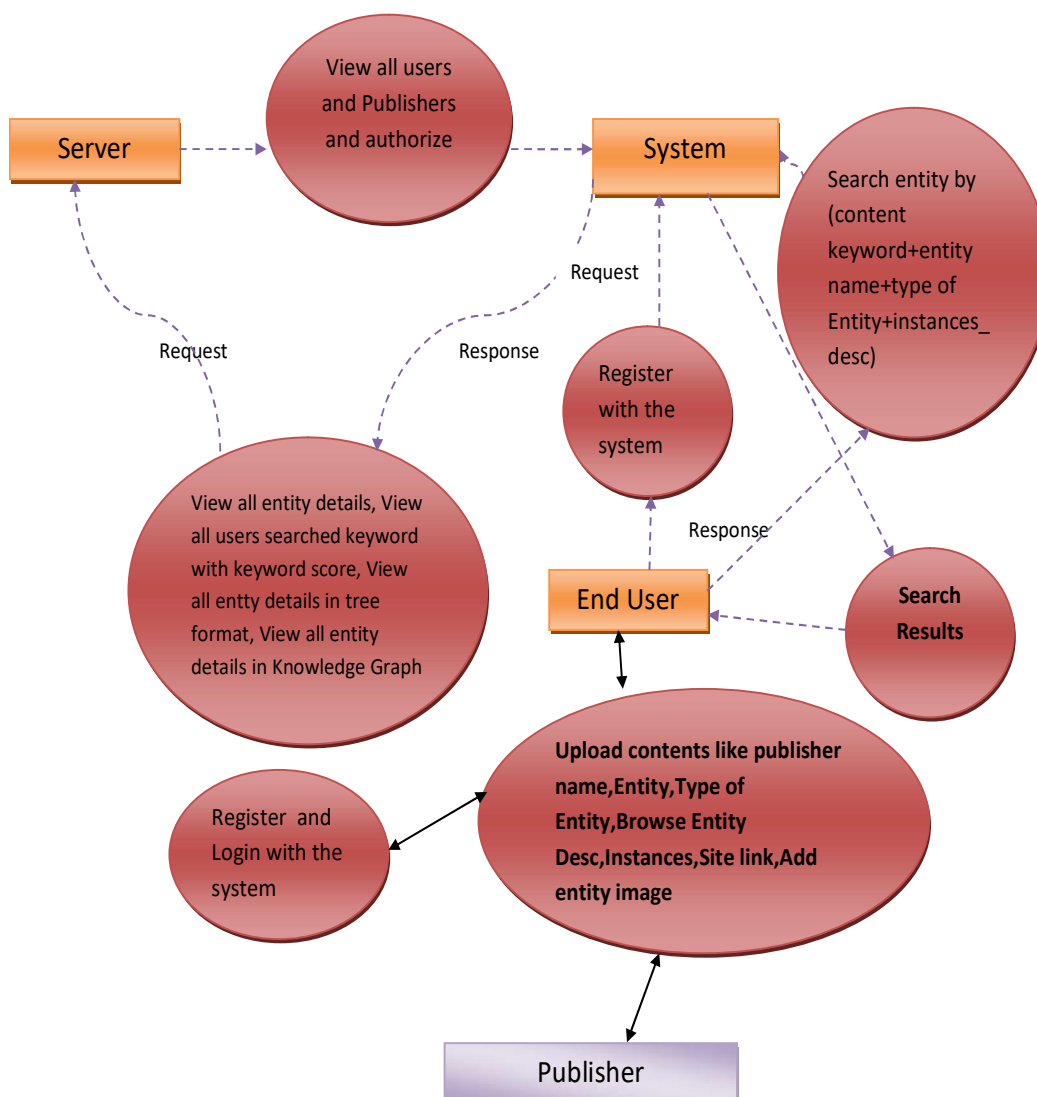 View all users
and Publishers
and authorize
Server
System
Search entity by
(content
keyword+entity
name+type of
Entity+instances_
desc)
Request
Request
Response
Register
with the
system
View all entity details, View
all users searched keyword
with keyword score, View
all entty details in tree
format, View all entity
details in Knowledge Graph
Response
End User
Search
Results
Upload contents like publisher
name,Entity,Type of
Entity,Browse Entity
Desc,Instances,Site link,Add
entity image
Register  and
Login with the
system
Publisher